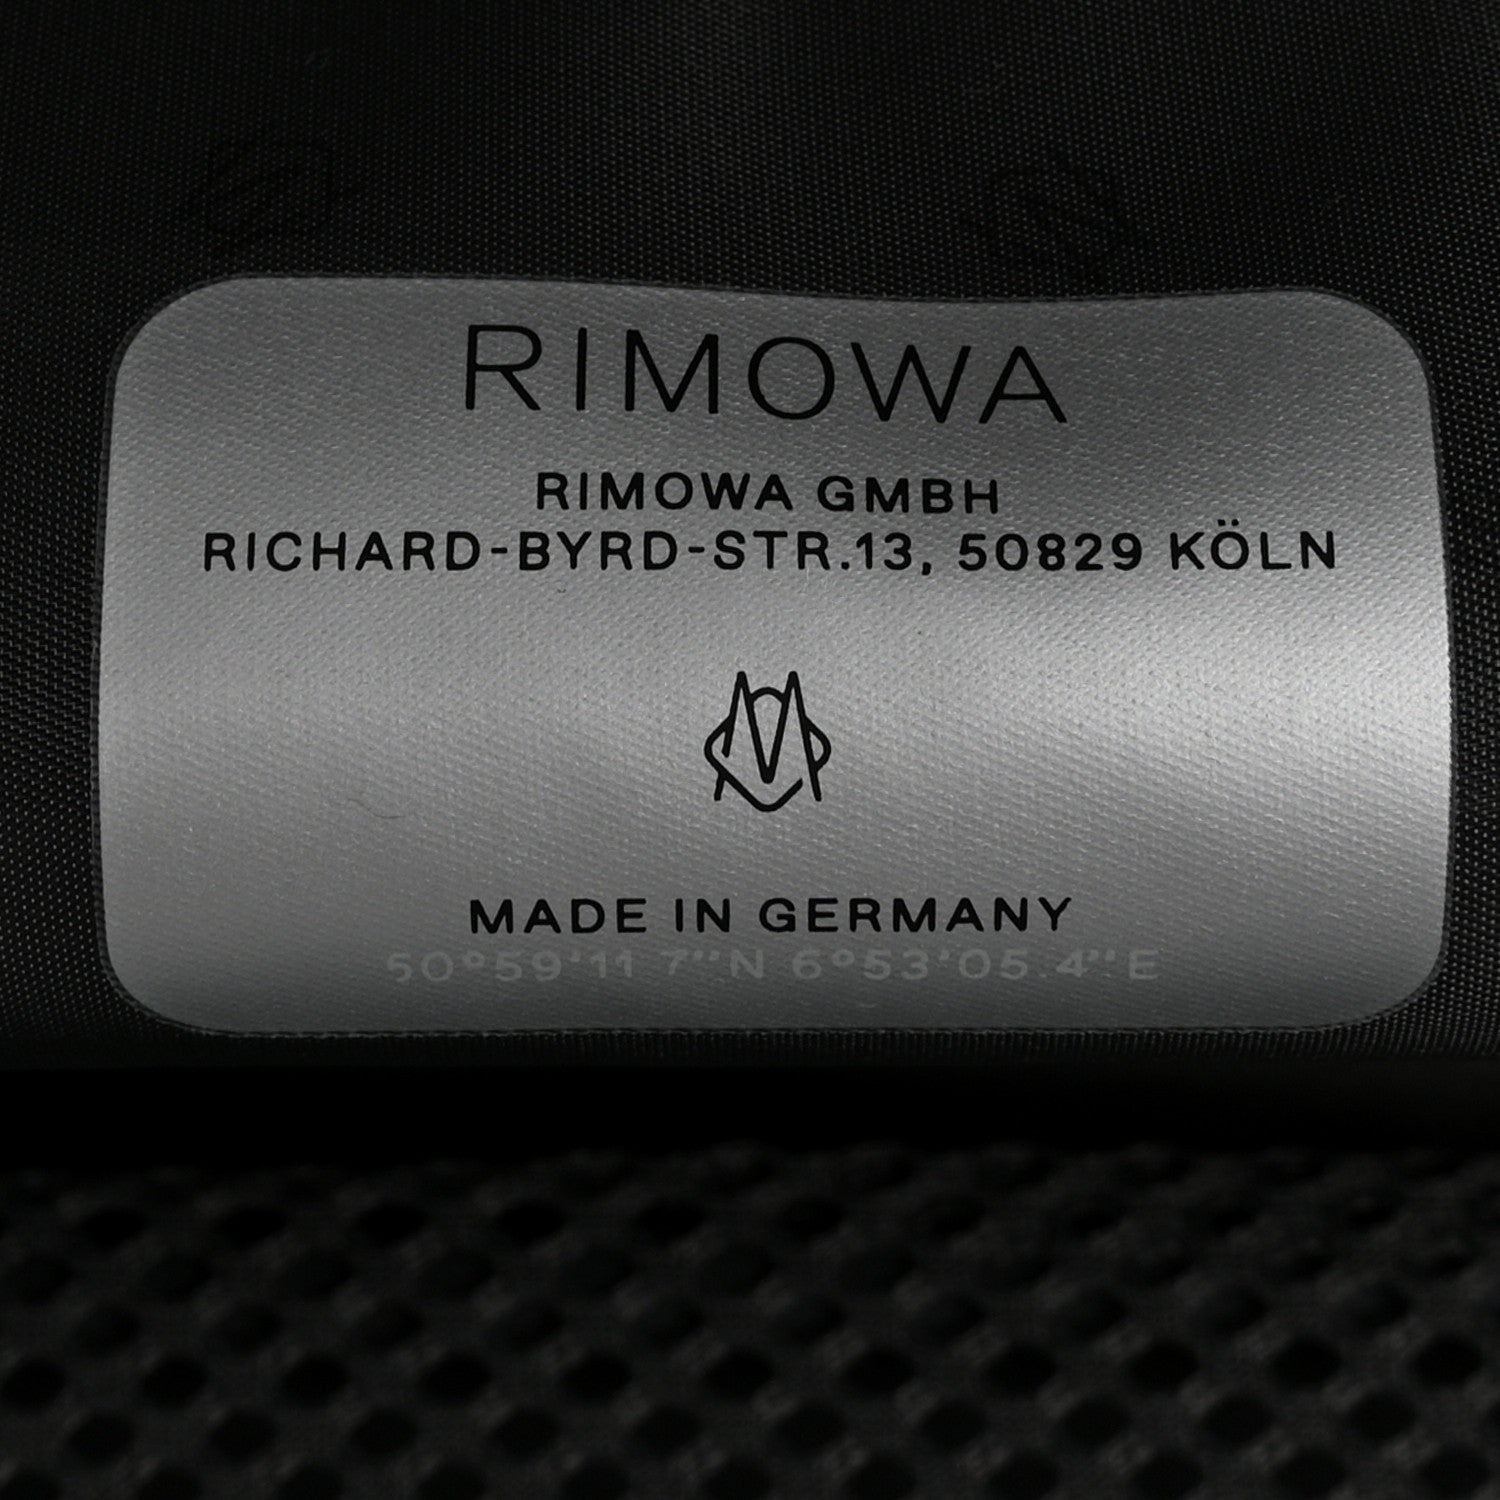 RIMOWA
RIMOWA GMBH
RICHARD-BYRD-STR.13, 50829 KÖLN
MADE IN GERMANY
50°59'11 7''N 6°53'05.4''E